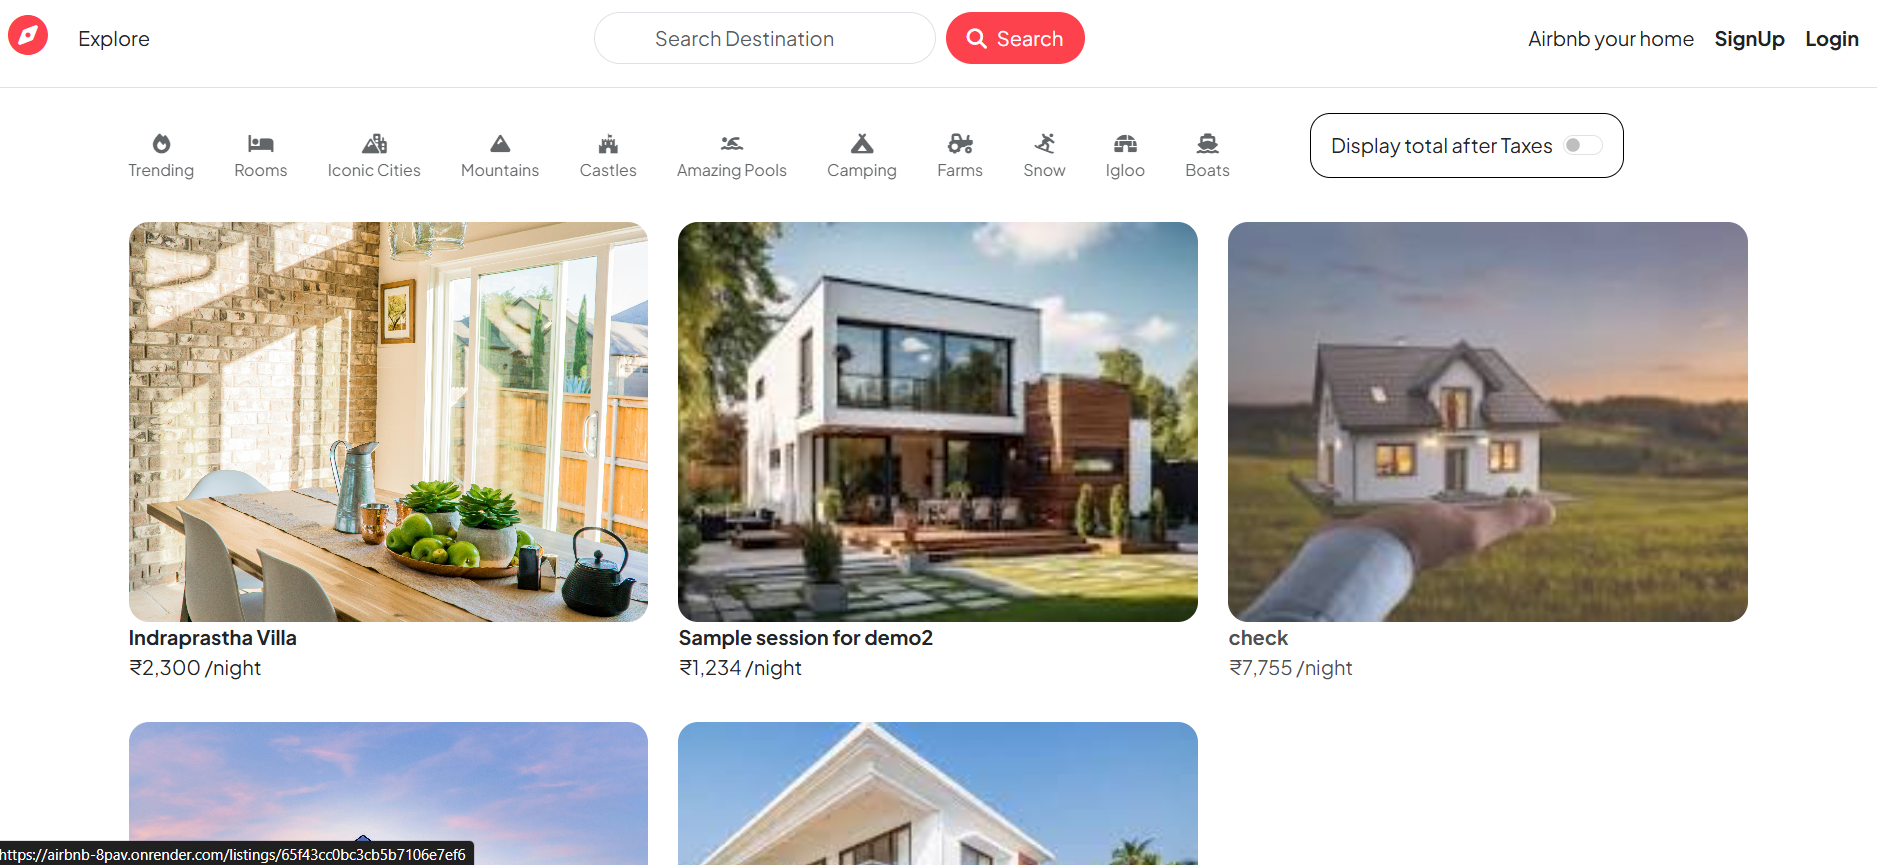 Explore
Search Destination
Search
Airbnb your home
SignUp
Login
Trending
Rooms
Iconic Cities
Mountains
Castles
Amazing Pools
Camping
Farms
Snow
Igloo
Boats
Display total after Taxes
Indraprastha Villa
₹2,300 /night
Sample session for demo2
₹1,234 /night
check
₹7,755 /night
https://airbnb-8pav.onrender.com/listings/65f43cc0bc3cb5b7106e7ef6